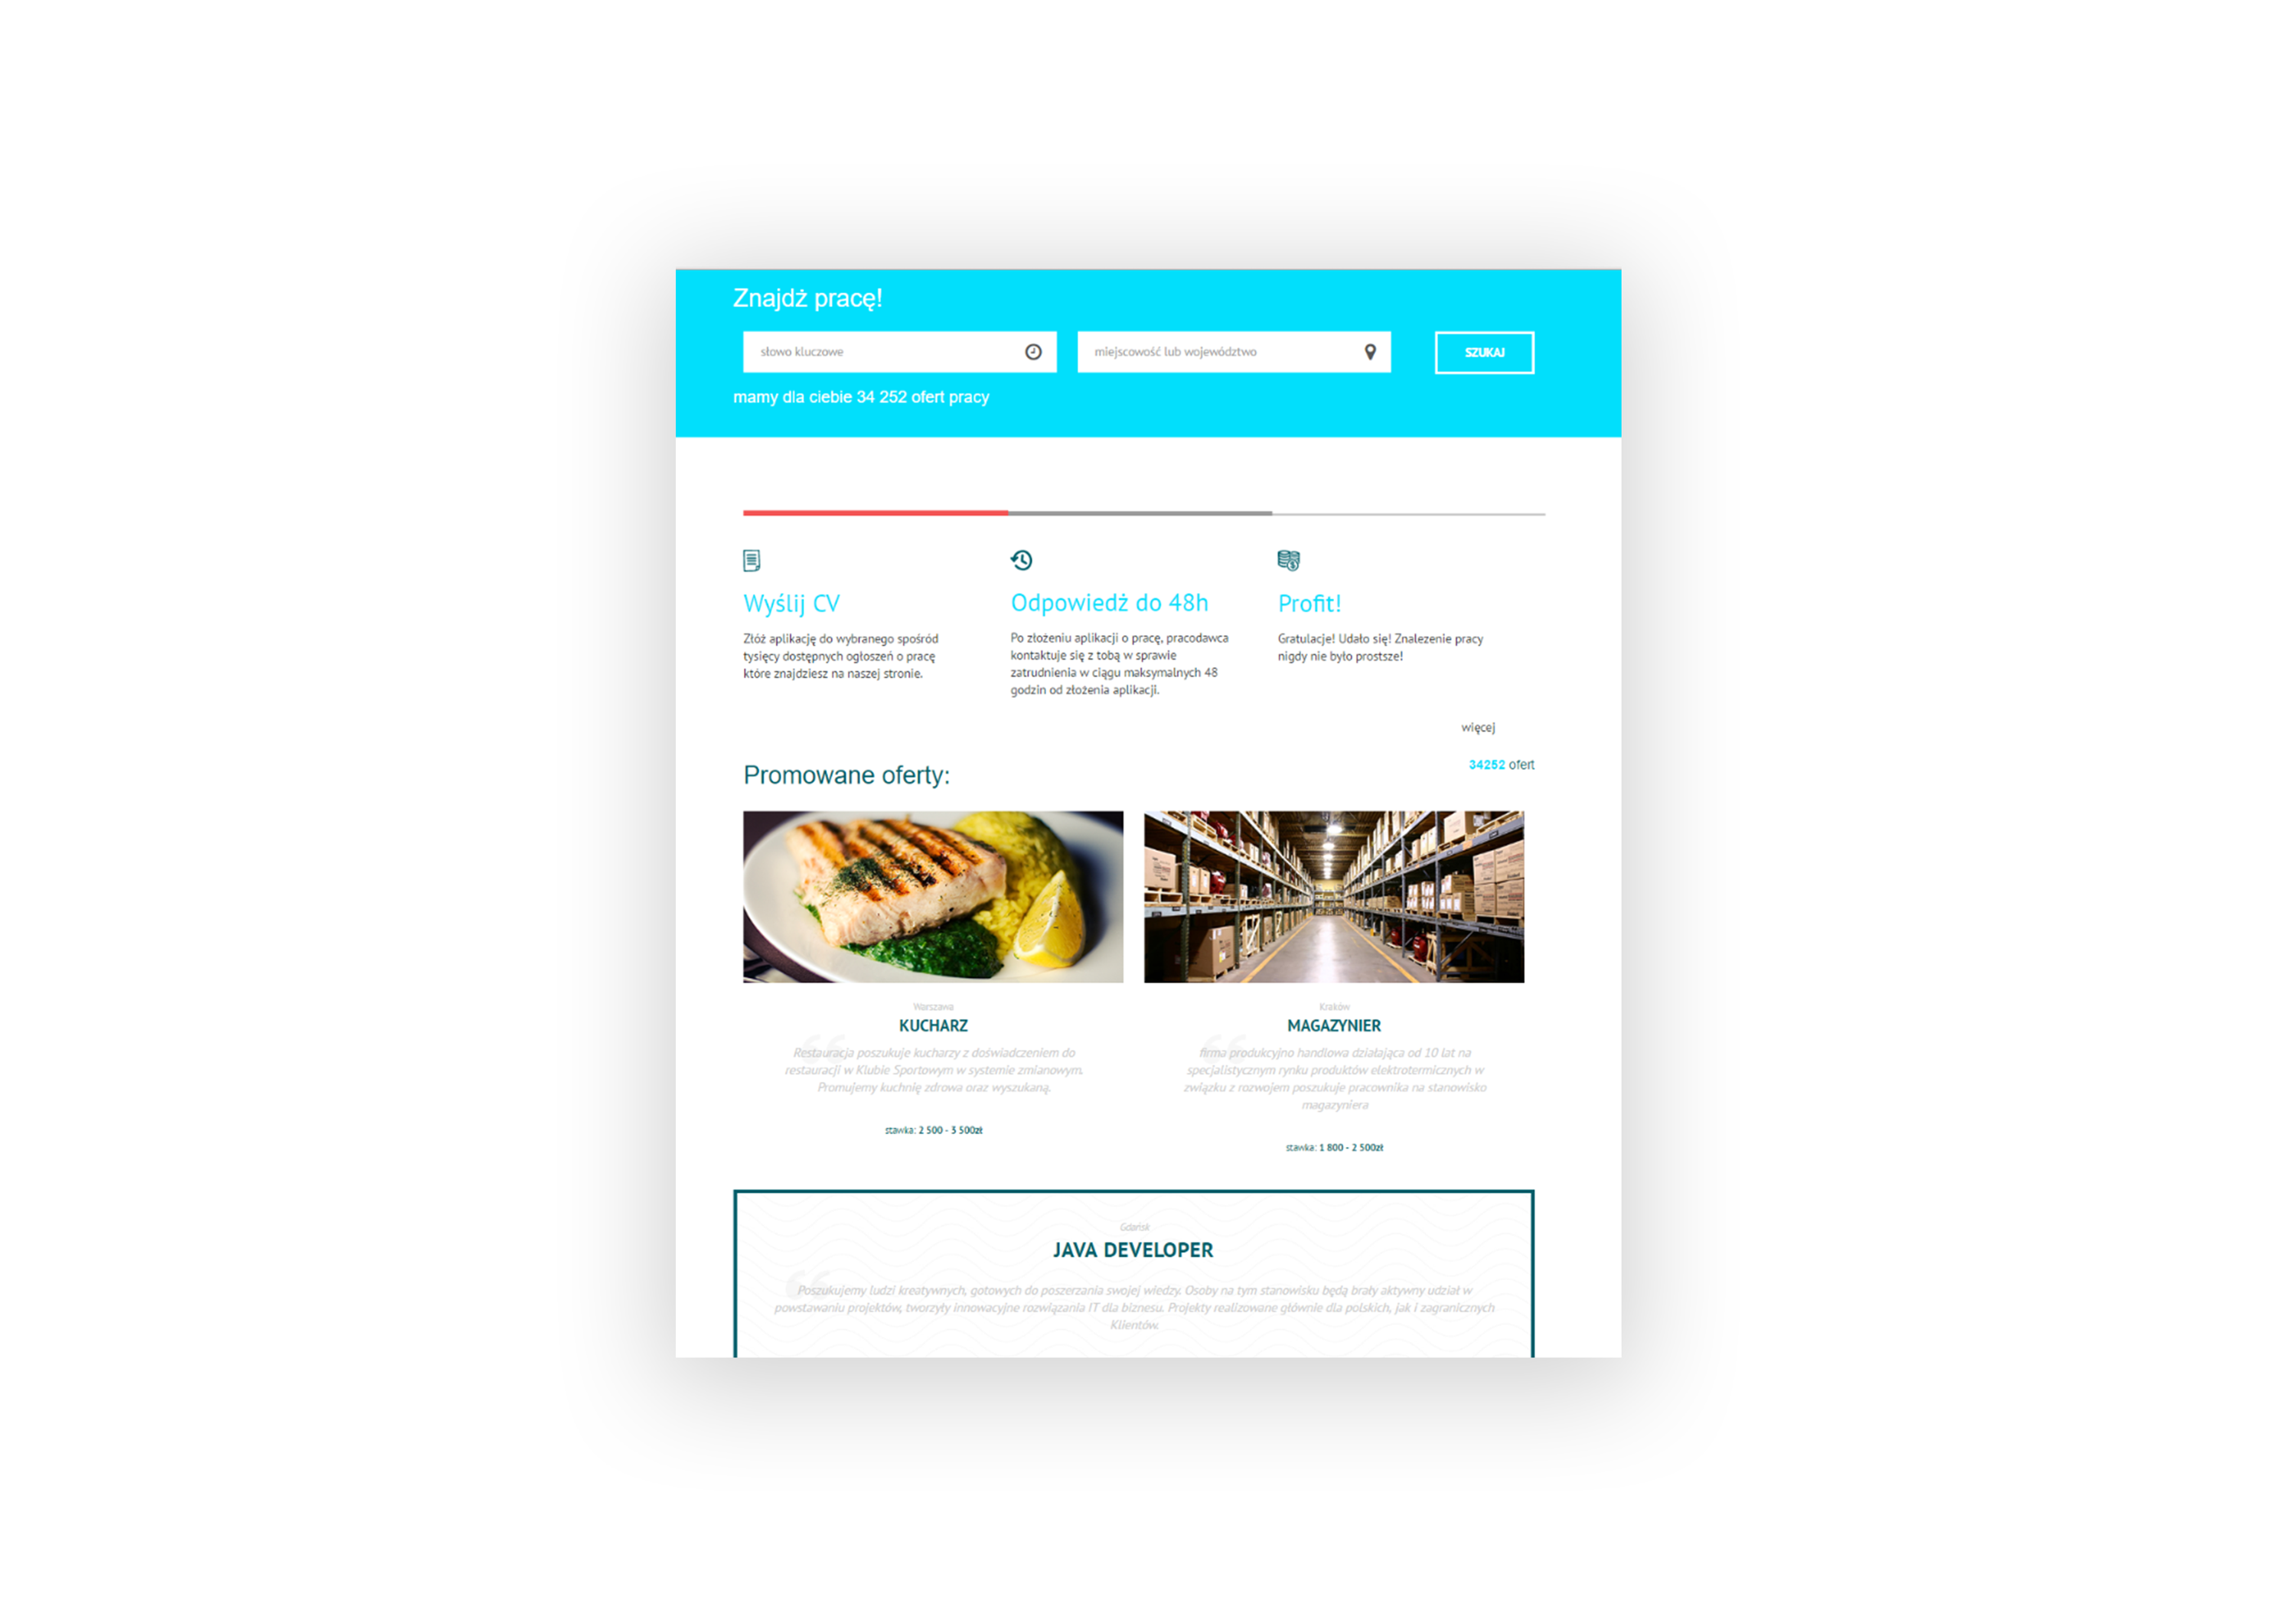 Znajdż pracę!
słowo kluczowe
miejscowość lub województwo
SZUKAJ
mamy dla ciebie 34 252 ofert pracy
Wyślij CV
Złóż aplikację do wybranego spośród
tysięcy dostępnych ogłoszeń o pracę
które znajdziesz na naszej stronie.
Odpowiedż do 48h
Po złożeniu aplikacji o pracę, pracodawca
kontaktuje się z tobą w sprawie
zatrudnienia w ciągu maksymalnych 48
godzin od złożenia aplikacji.
Profit!
Gratulacje! Udało się! Znalezenie pracy
nigdy nie było prostsze!
więcej
34252 ofert
Promowane oferty:
Warszawa
KUCHARZ
Restauracja poszukuje kucharzy z doświadczeniem do
restauracji w Klubie Sportowym w systemie zmianowym.
Promujemy kuchnię zdrowa oraz wyszukaną.
stawka: 2 500 - 3 500zł
Kraków
MAGAZYNIER
firma produkcyjno handlowa działająca od 10 lat na
specjalistycznym rynku produktów elektrotermicznych w
związku z rozwojem poszukuje pracownika na stanowisko
magazyniera
stawka: 1 800 - 2 500zł
Gdańsk
JAVA DEVELOPER
Poszukujemy ludzi kreatywnych, gotowych do poszerzania swojej wiedzy. Osoby na tym stanowisku będą brały aktywny udział w
powstawaniu projektów, tworzyły innowacyjne rozwiązania IT dla biznesu. Projekty realizowane głównie dla polskich, jak i zagranicznych
Klientów.